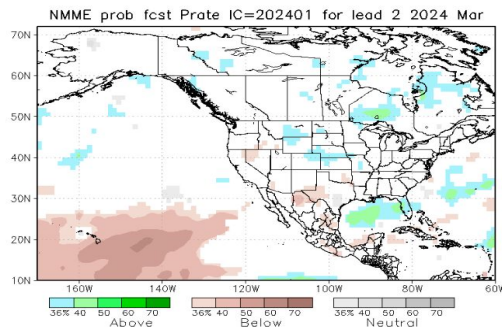 NMME prob fcst Prate IC=202401 for lead 2 2024 Mar
70N
60N
50N
40N
30N
20N
10N
160W 140W 120W 100W 80W 60W
36% 40 50 60 70 36% 40 50 60 70 36% 40 50 60 70
Above Below Neutral